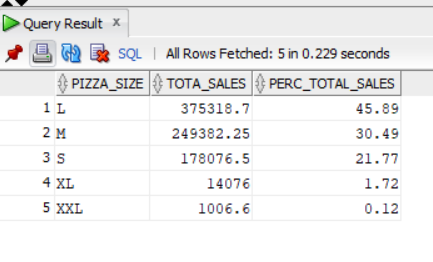 Query Result x
SQL | All Rows Fetched: 5 in 0.229 seconds
PIZZA_SIZE TOTA_SALES PERC_TOTAL_SALES
1 L 375318.7 45.89
2 M 249382.25 30.49
3 S 178076.5 21.77
4 XL 14076 1.72
5 XXL 1006.6 0.12